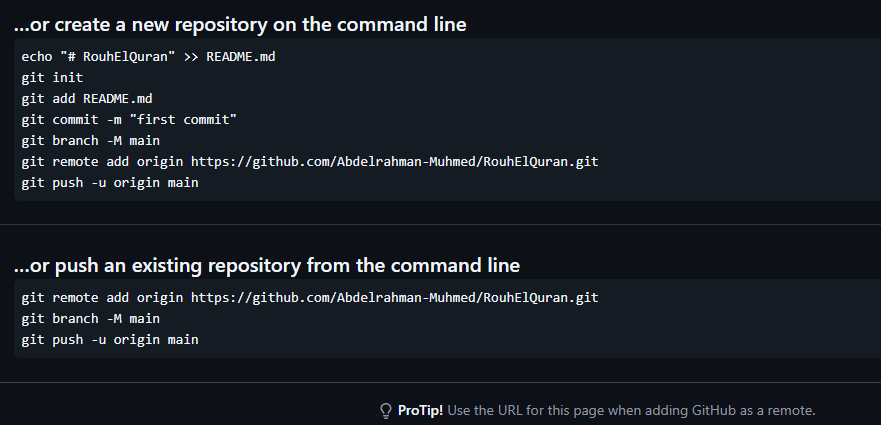 ...or create a new repository on the command line
echo "# RouhElQuran" >> README.md
git init
git add README.md
git commit -m "first commit"
git branch -M main
git remote add origin https://github.com/Abdelrahman-Muhmed/RouhElQuran.git
git push -u origin main
...or push an existing repository from the command line
git remote add origin https://github.com/Abdelrahman-Muhmed/RouhElQuran.git
git branch -M main
git push -u origin main
ProTip! Use the URL for this page when adding GitHub as a remote.